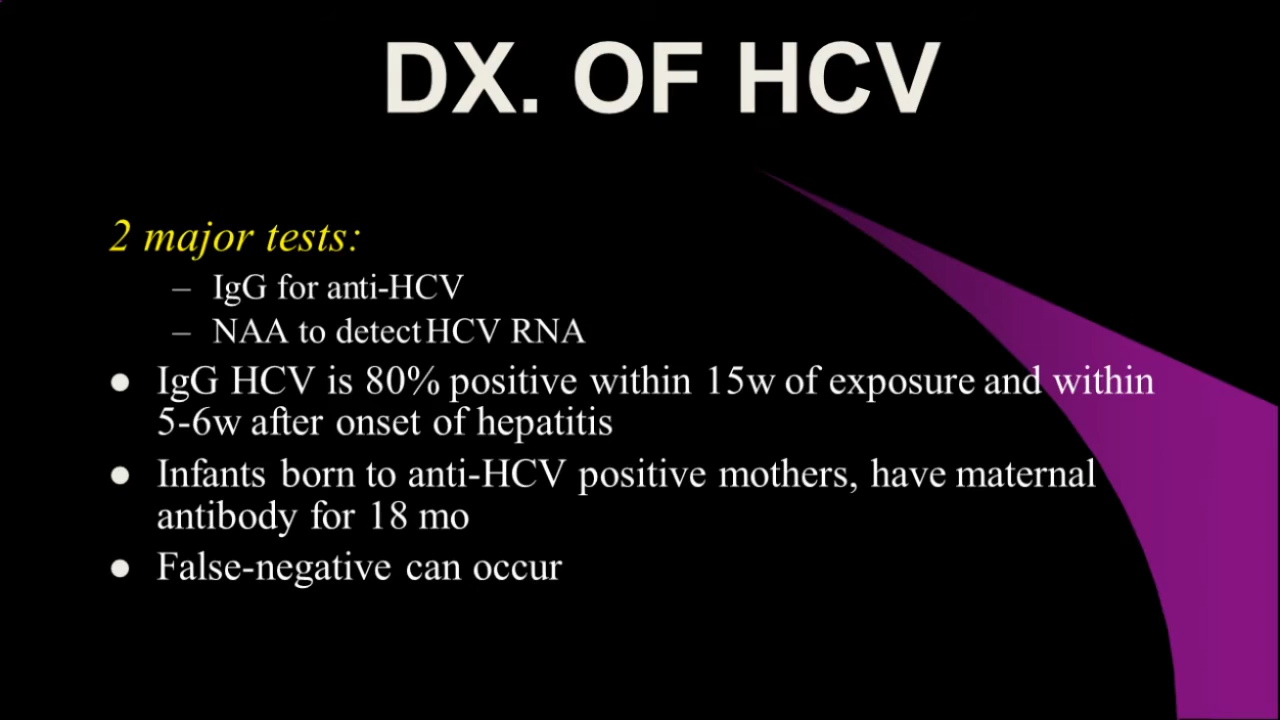 DX. OF HCV
2 major tests:
– IgG for anti-HCV
– NAA to detect HCV RNA
● IgG HCV is 80% positive within 15w of exposure and within
5-6w after onset of hepatitis
● Infants born to anti-HCV positive mothers, have maternal
antibody for 18 mo
● False-negative can occur